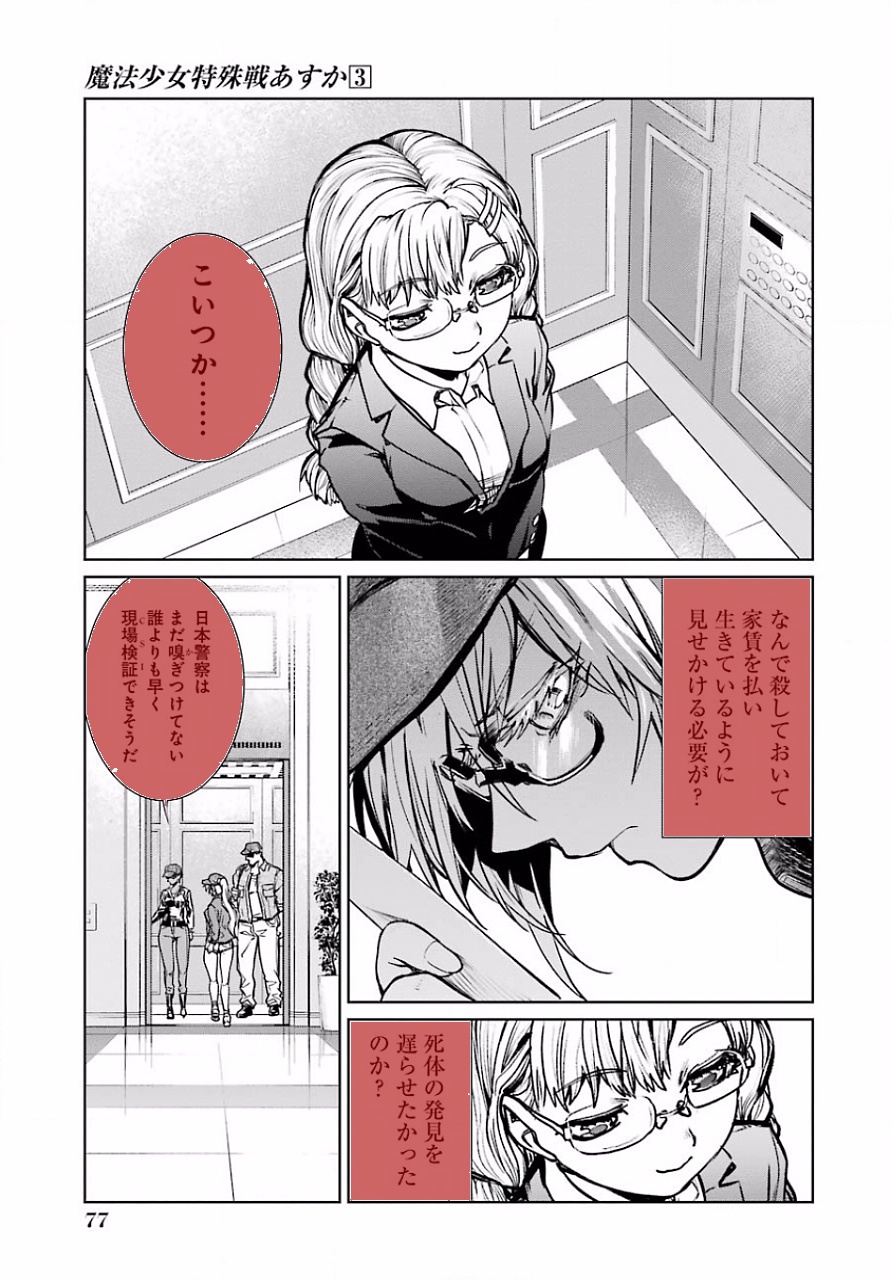 魔法少女特殊戦あすか3
こいつか……
なんで殺しておいて
家賃を払い
生きているように
見せかける必要が?
死体の発見を
遅らせたかった
のか?
日本警察は
まだ嗅ぎつけてない
か
誰よりも早く
現場検証できそうだ
CSI
77